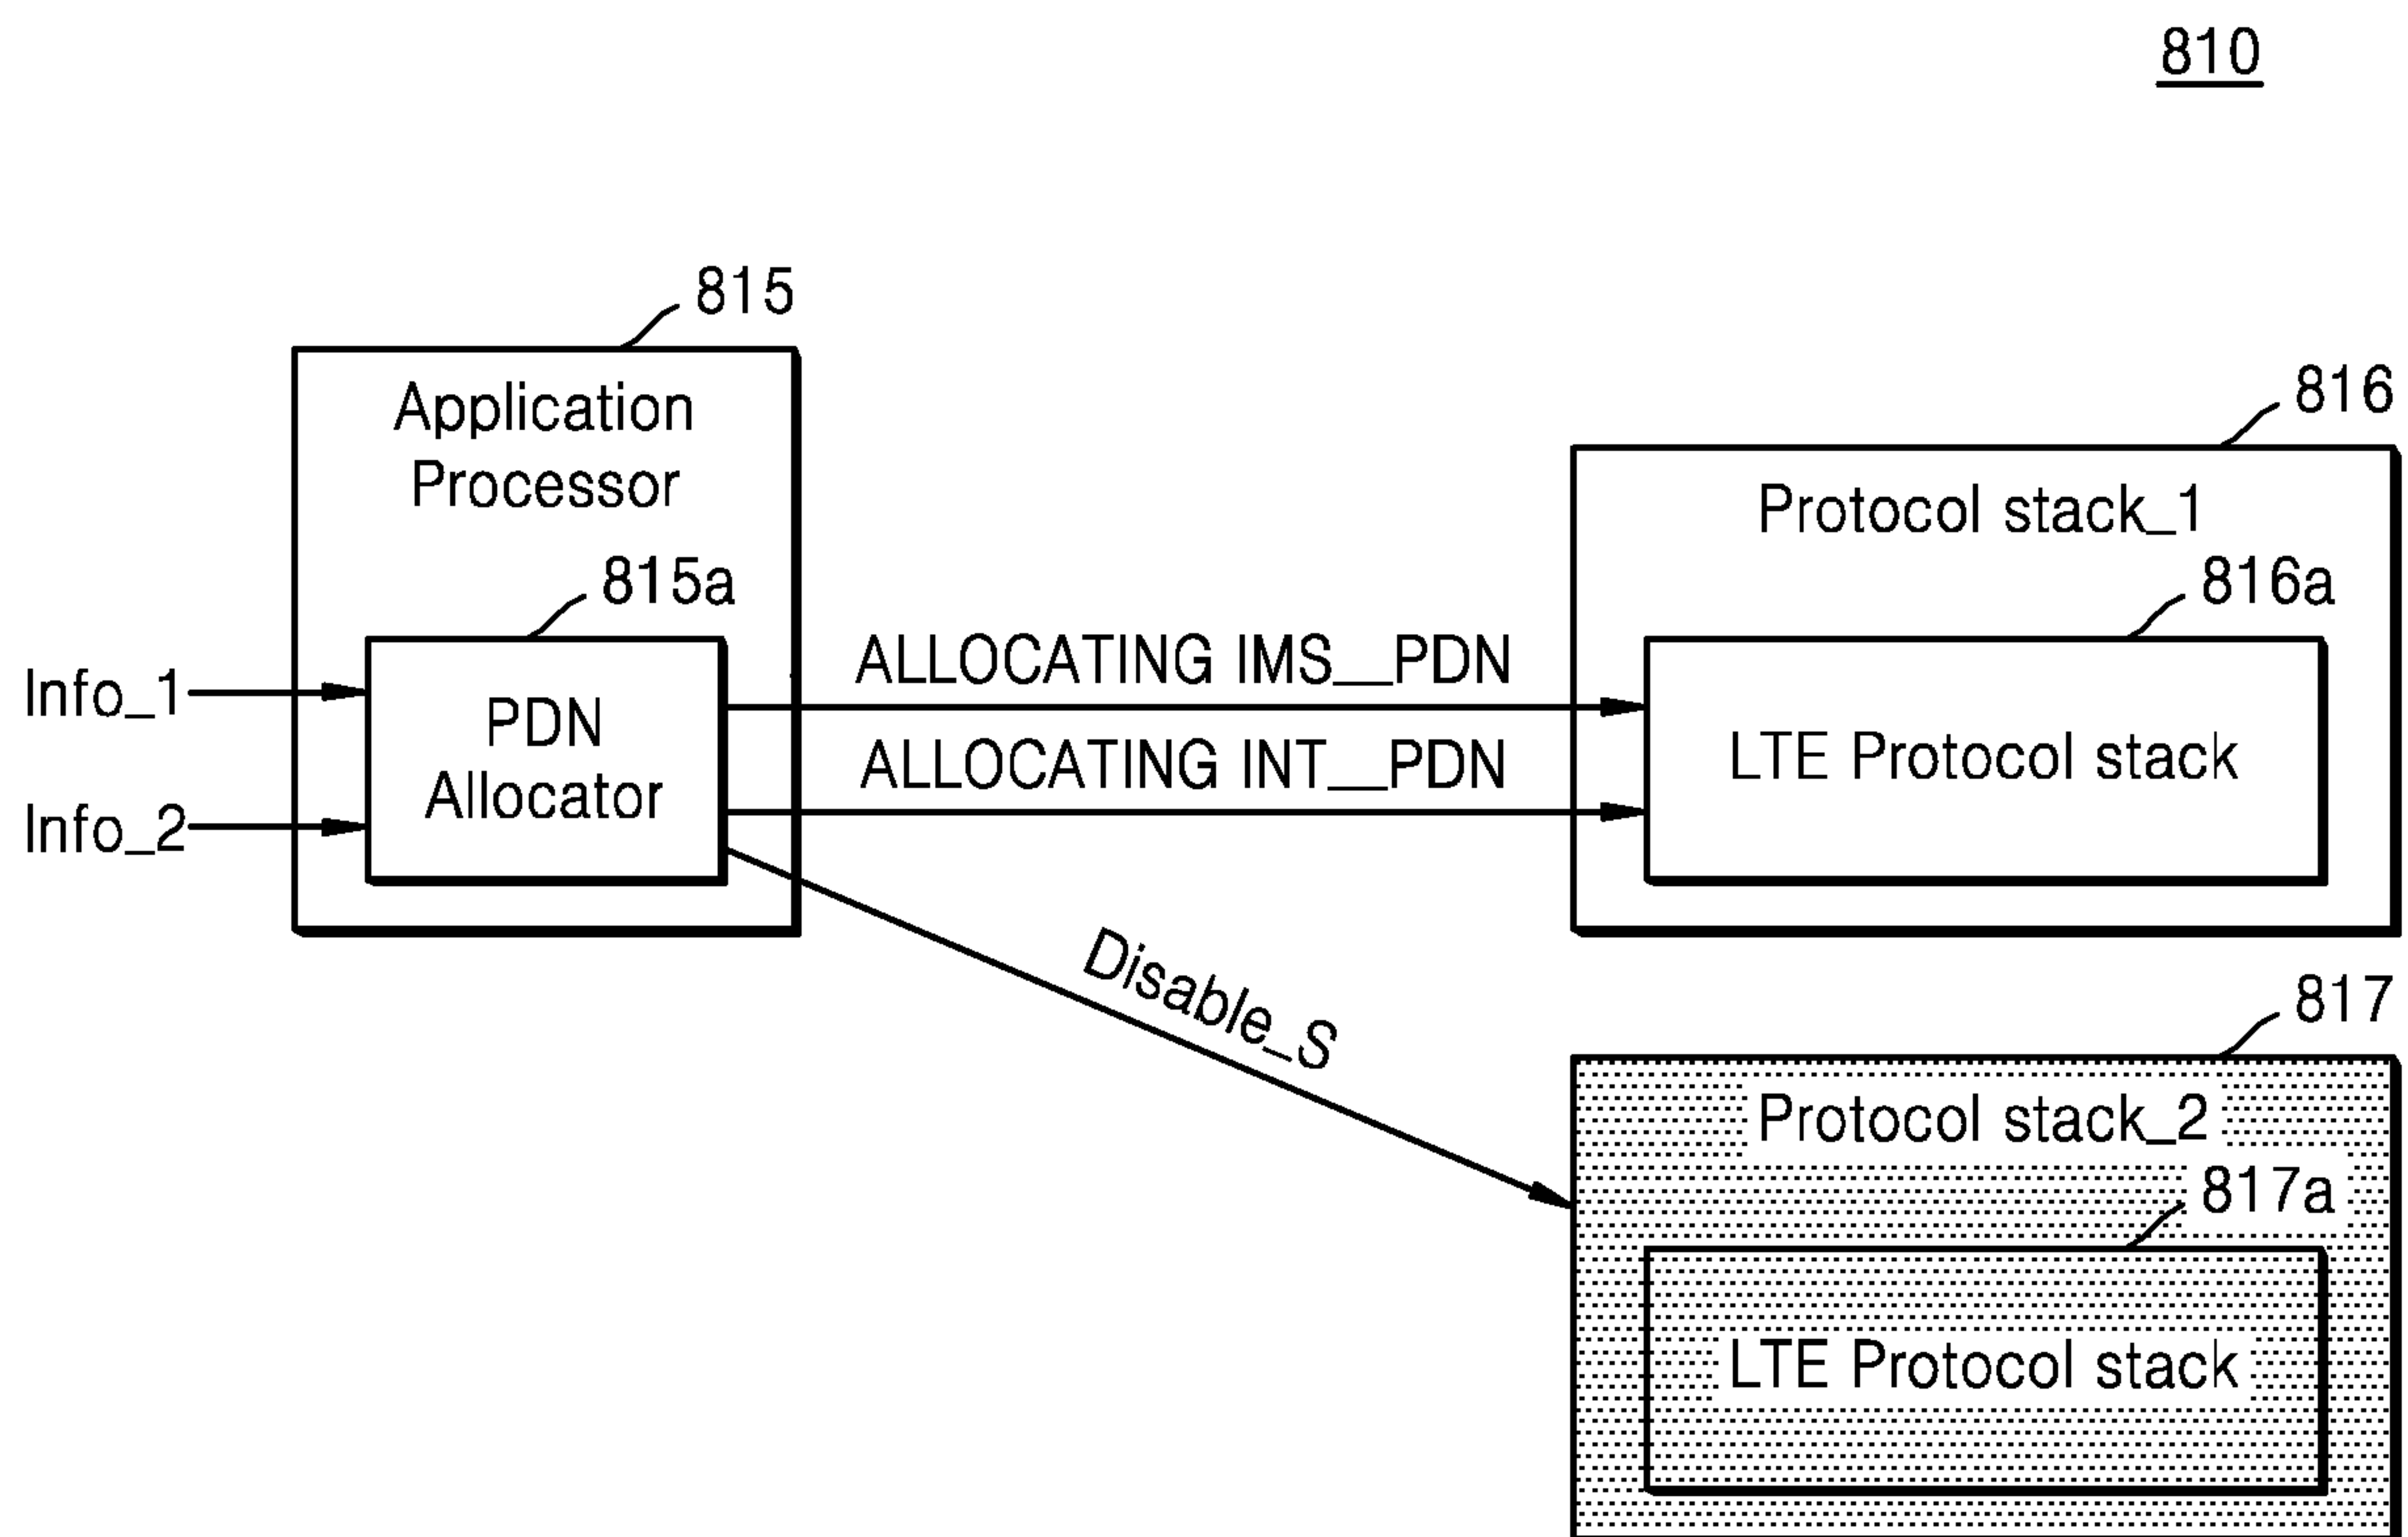 810
815
Application
Processor
815a
Info_1
PDN
Allocator
Info_2
ALLOCATING IMS__PDN
ALLOCATING INT__PDN
Disable_S
816
Protocol stack_1
816a
LTE Protocol stack
817
Protocol stack_2
817a
LTE Protocol stack